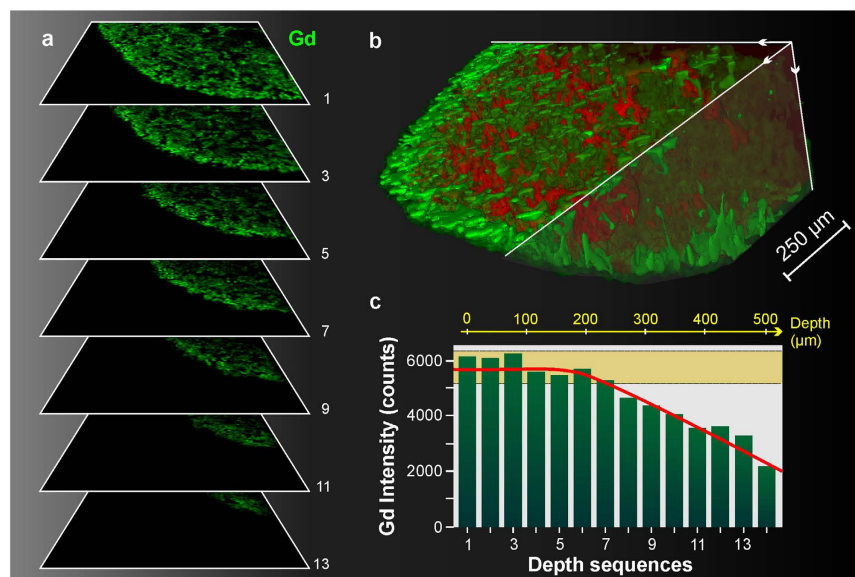 a
Gd
1
3
5
7
9
11
13
b
250 μm
c
0 100 200 300 400 500
Depth
(μm)
6000
4000
2000
0
Gd Intensity (counts)
1 3 5 7 9 11 13
Depth sequences